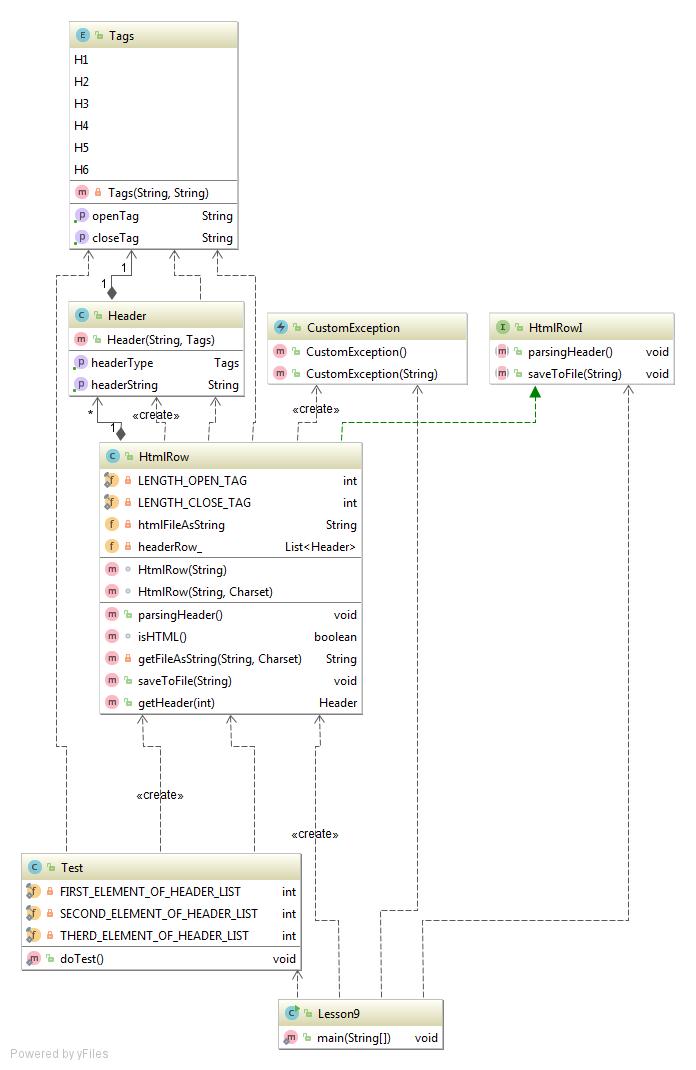 Tags
H1
H2
H3
H4
H5
H6
Tags(String, String)
openTag String
closeTag String
1
1
Header
Header(String, Tags)
headerType Tags
headerString String
CustomException
CustomException()
CustomException(String)
HtmlRowI
parsingHeader() void
saveToFile(String) void
*
1
«create»
«create»
HtmlRow
LENGTH_OPEN_TAG int
LENGTH_CLOSE_TAG int
htmlFileAsString String
headerRow_ List<Header>
HtmlRow(String)
HtmlRow(String, Charset)
parsingHeader() void
isHTML() boolean
getFileAsString(String, Charset) String
saveToFile(String) void
getHeader(int) Header
«create»
«create»
Test
FIRST_ELEMENT_OF_HEADER_LIST int
SECOND_ELEMENT_OF_HEADER_LIST int
THERD_ELEMENT_OF_HEADER_LIST int
doTest() void
Lesson9
main(String[]) void
Powered by yFiles